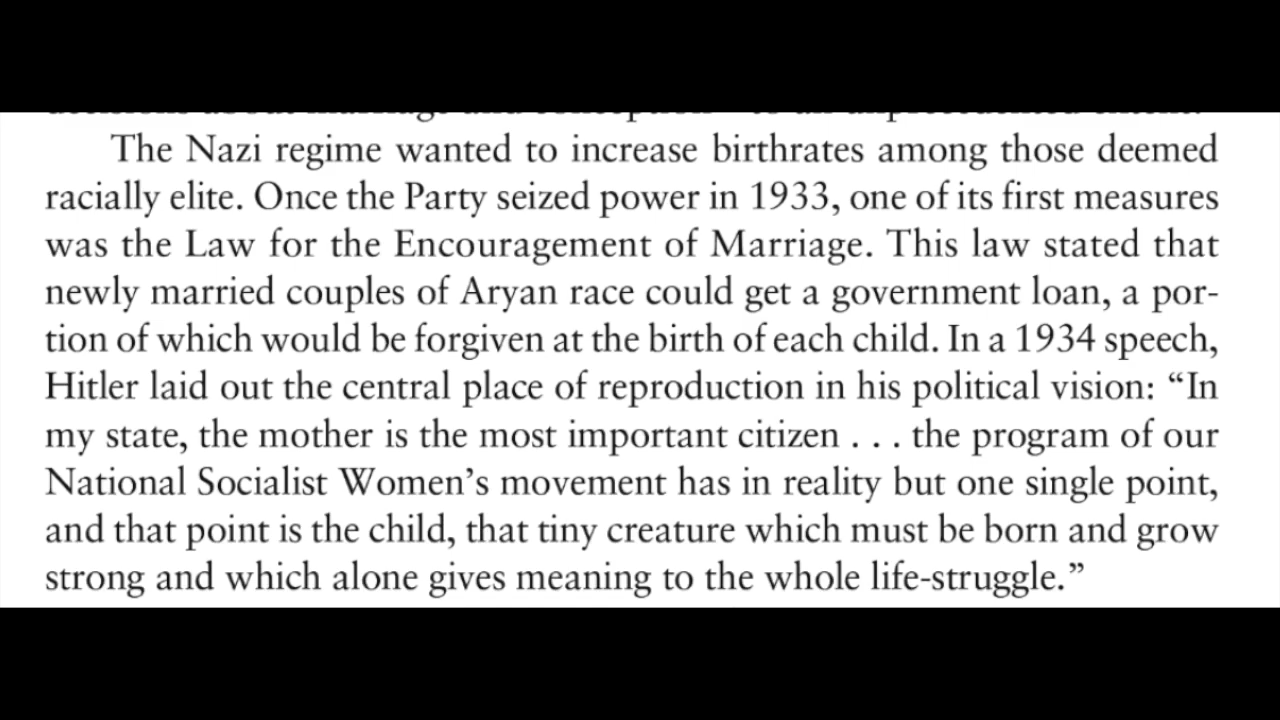 The Nazi regime wanted to increase birthrates among those deemed
racially elite. Once the Party seized power in 1933, one of its first measures
was the Law for the Encouragement of Marriage. This law stated that
newly married couples of Aryan race could get a government loan, a por-
tion of which would be forgiven at the birth of each child. In a 1934 speech,
Hitler laid out the central place of reproduction in his political vision: “In
my state, the mother is the most important citizen . . . the program of our
National Socialist Women’s movement has in reality but one single point,
and that point is the child, that tiny creature which must be born and grow
strong and which alone gives meaning to the whole life-struggle.”